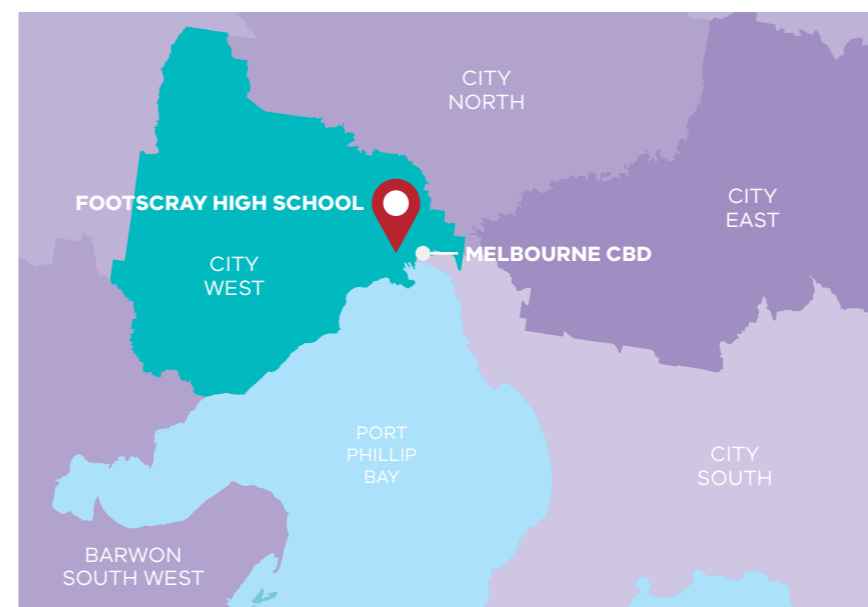 CITY
NORTH
CITY
EAST
FOOTSCRAY HIGH SCHOOL
MELBOURNE CBD
CITY
WEST
PORT
PHILLIP
BAY
CITY
SOUTH
BARWON
SOUTH WEST